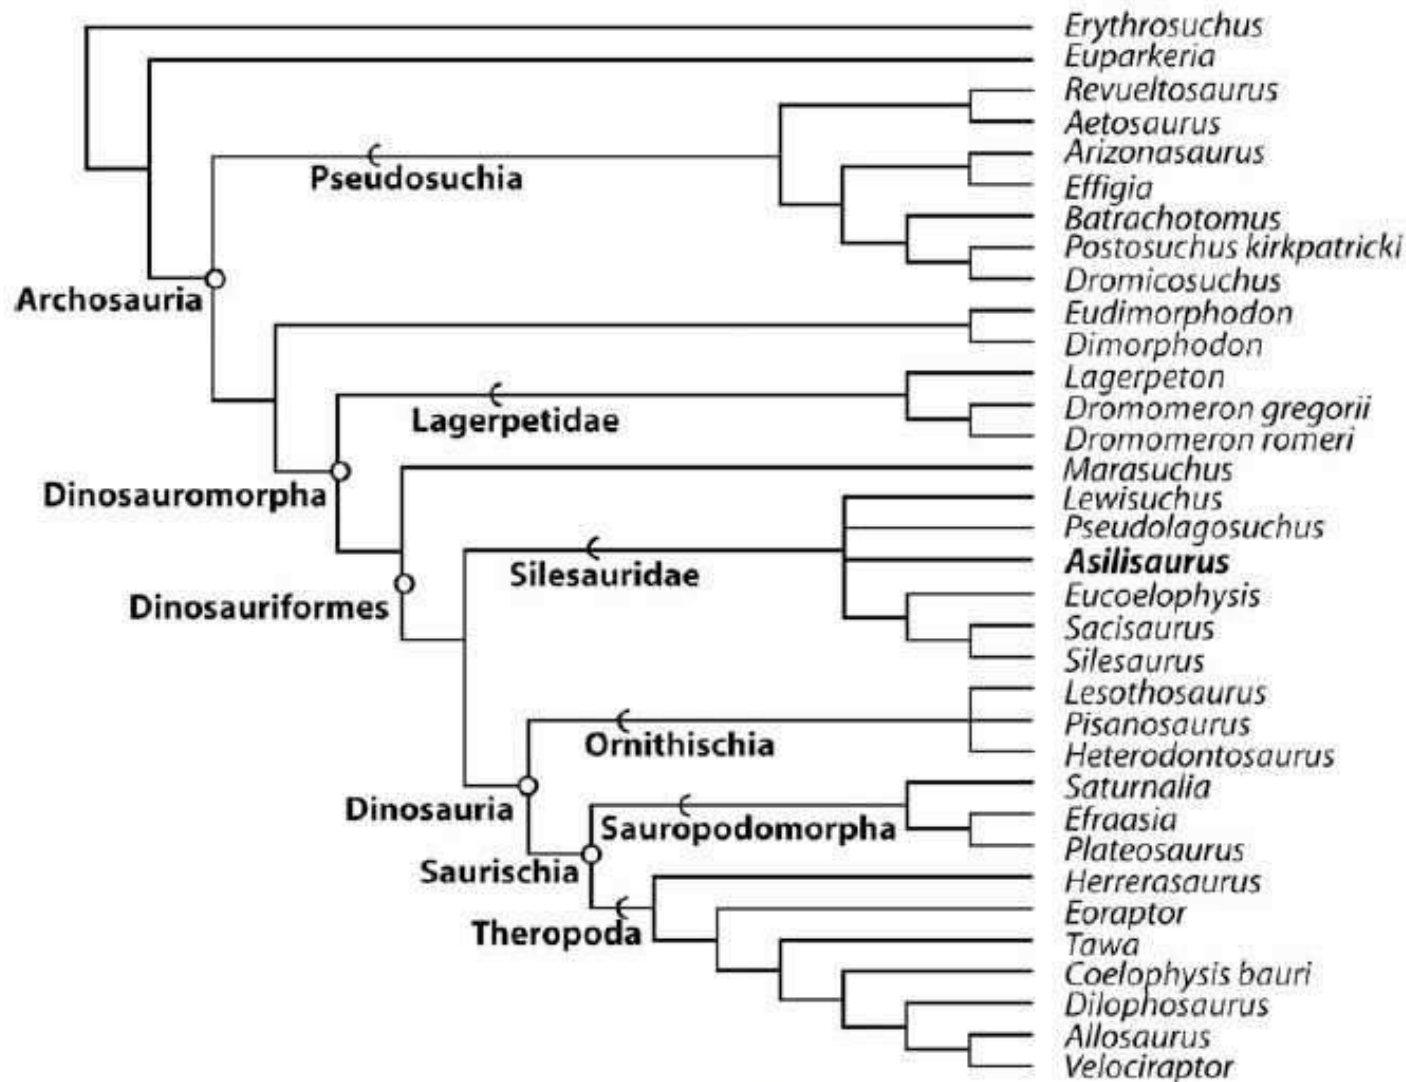 Erythrosuchus
Euparkeria
Revueltosaurus
Aetosaurus
Arizonasaurus
Pseudosuchia
Effigia
Batrachotomus
Postosuchus kirkpatricki
Dromicosuchus
Archosauria
Eudimorphodon
Dimorphodon
Lagerpeton
Dromomeron gregorii
Lagerpetidae
Dromomeron romeri
Marasuchus
Dinosauromorpha
Lewisuchus
Pseudolagosuchus
Asilisaurus
Silesauridae
Eucoelophysis
Dinosauriformes
Sacisaurus
Silesaurus
Lesothosaurus
Pisanosaurus
Ornithischia
Heterodontosaurus
Saturnalia
Dinosauria
Efraasia
Sauropodomorpha
Plateosaurus
Saurischia
Herrerasaurus
Eoraptor
Theropoda
Tawa
Coelophysis bauri
Dilophosaurus
Allosaurus
Velociraptor